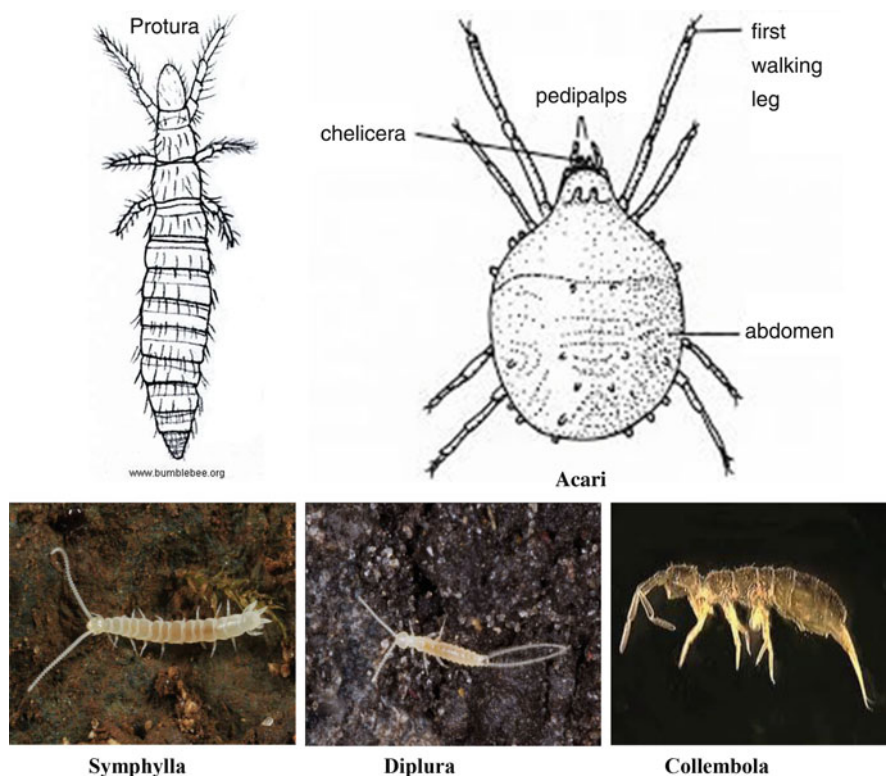 Protura
first
walking
leg
pedipalps
chelicera
abdomen
www.bumblebee.org
Acari
Symphylla
Diplura
Collembola